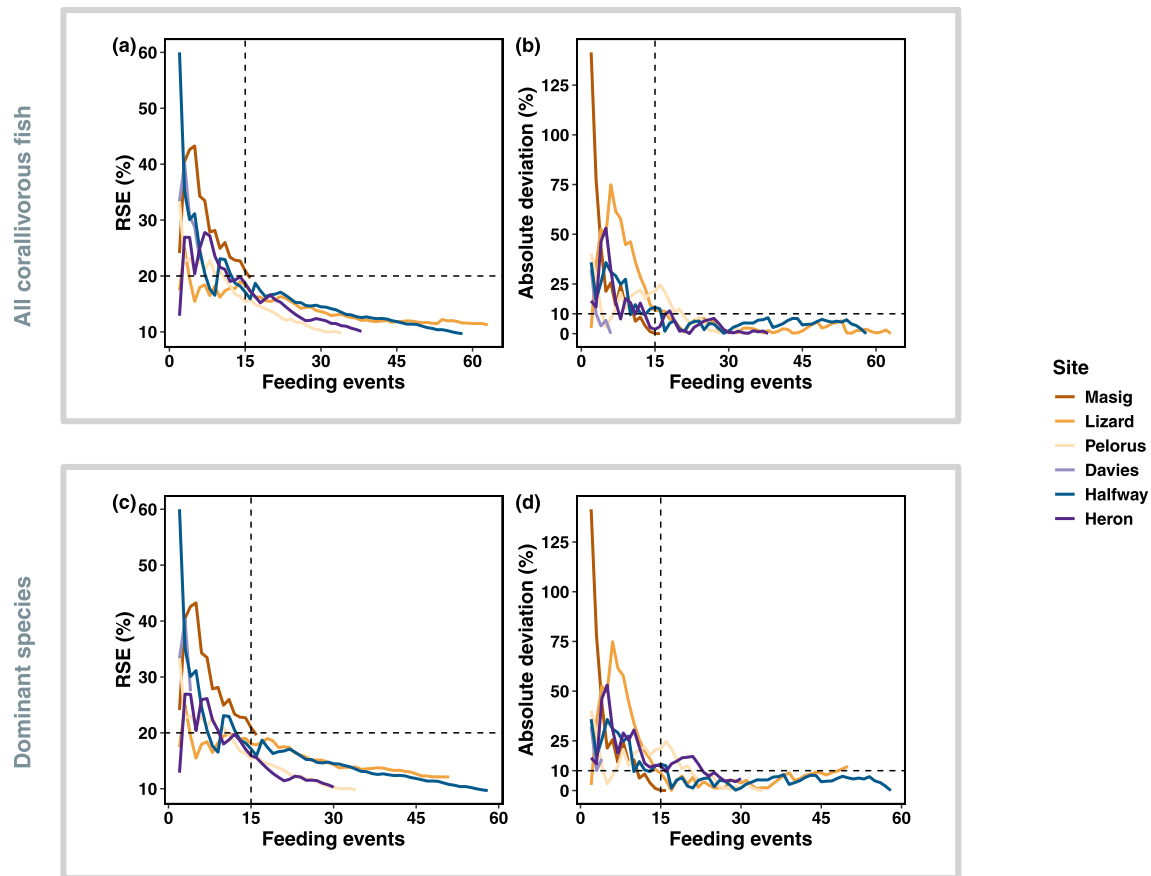 All corallivorous fish
(a)
RSE (%)
60
50
40
30
20
10
0 15 30 45 60
Feeding events
(b)
Absolute deviation (%)
125
100
75
50
25
10
0
0 15 30 45 60
Feeding events
Dominant species
(c)
RSE (%)
60
50
40
30
20
10
0 15 30 45 60
Feeding events
(d)
Absolute deviation (%)
125
100
75
50
25
10
0
0 15 30 45 60
Feeding events
Site
Masig
Lizard
Pelorus
Davies
Halfway
Heron